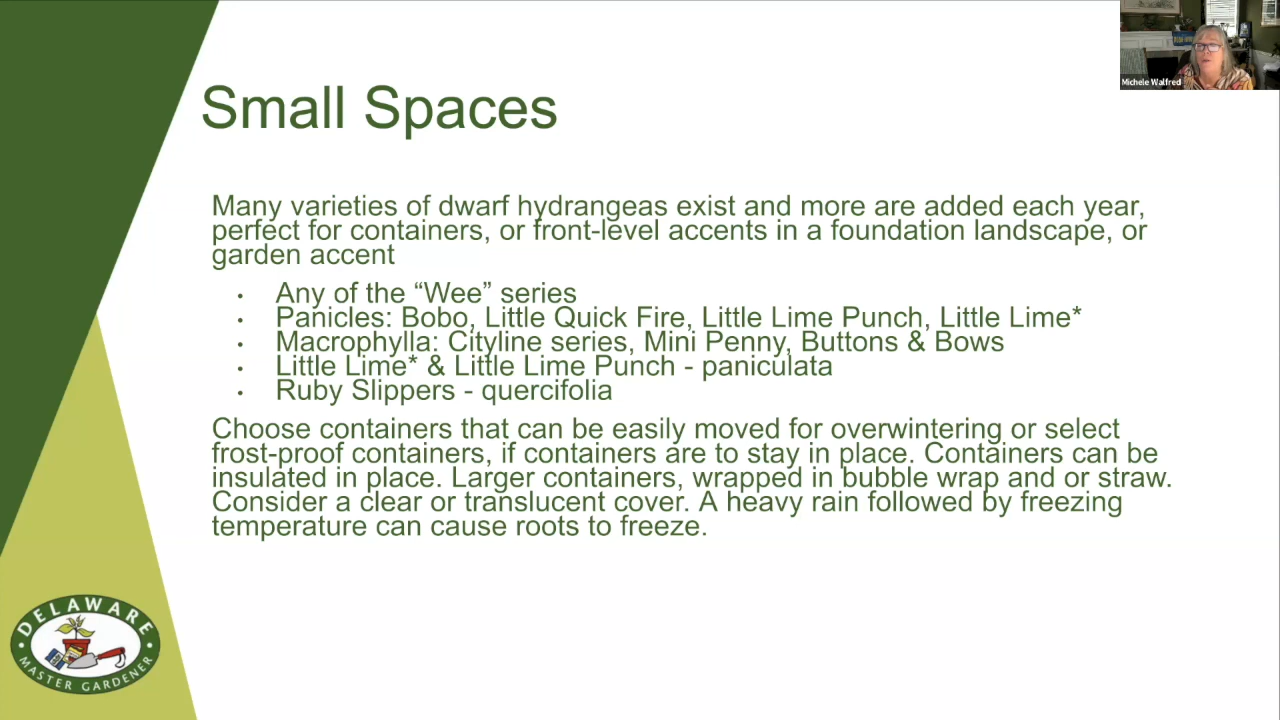 Michele Walfred
Small Spaces
Many varieties of dwarf hydrangeas exist and more are added each year,
perfect for containers, or front-level accents in a foundation landscape, or
garden accent
• Any of the “Wee” series
• Panicles: Bobo, Little Quick Fire, Little Lime Punch, Little Lime*
• Macrophylla: Cityline series, Mini Penny, Buttons & Bows
• Little Lime* & Little Lime Punch - paniculata
• Ruby Slippers - quercifolia
Choose containers that can be easily moved for overwintering or select
frost-proof containers, if containers are to stay in place. Containers can be
insulated in place. Larger containers, wrapped in bubble wrap and or straw.
Consider a clear or translucent cover. A heavy rain followed by freezing
temperature can cause roots to freeze.
• DELAWARE •
MASTER GARDENER